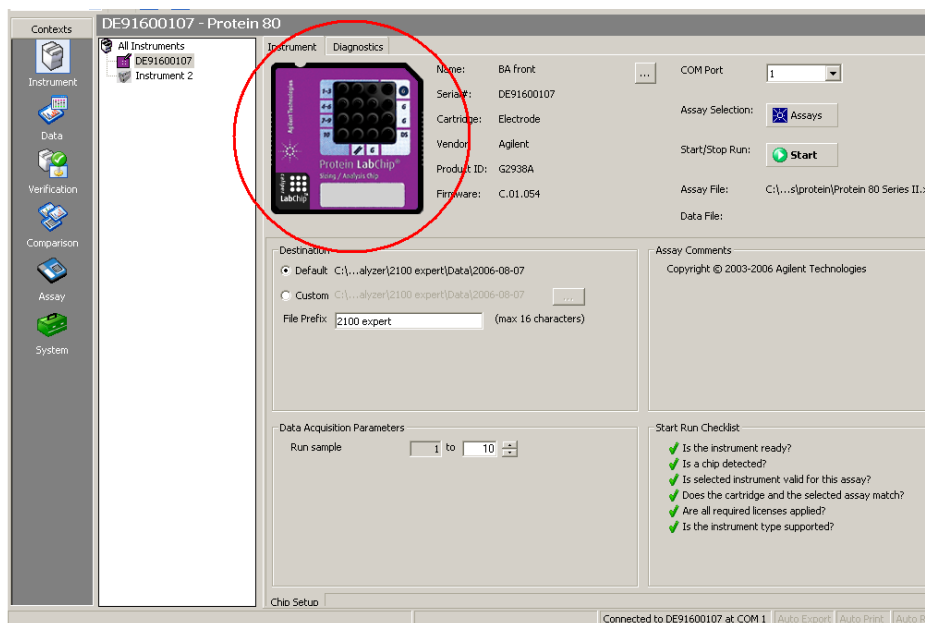 DE91600107 - Protein 80
Contexts
Instrument
Data
Verification
Comparison
Assay
System
All Instruments
DE91600107
Instrument 2
Instrument Diagnostics
Agilent Technologies
1-3
4-6 6
7-9 6
10 DS
6
Protein LabChip®
Sizing / Analysis Chip
caliper
LabChip
Name: BA front ...
Serial#: DE91600107
Cartridge: Electrode
Vendor: Agilent
Product ID: G2938A
Firmware: C.01.054
COM Port 1
Assay Selection: Assays
Start/Stop Run: Start
Assay File: C:\...s\protein\Protein 80 Series II.
Data File:
Destination
Default C:\...alyzer\2100 expert\Data\2006-08-07
Custom C:\...alyzer\2100 expert\Data\2006-08-07 ...
File Prefix 2100 expert (max 16 characters)
Assay Comments
Copyright © 2003-2006 Agilent Technologies
Data Acquisition Parameters
Run sample 1 to 10
Start Run Checklist
Is the instrument ready?
Is a chip detected?
Is selected instrument valid for this assay?
Does the cartridge and the selected assay match?
Are all required licenses applied?
Is the instrument type supported?
Chip Setup
Connected to DE91600107 at COM 1 Auto Export Auto Print Auto